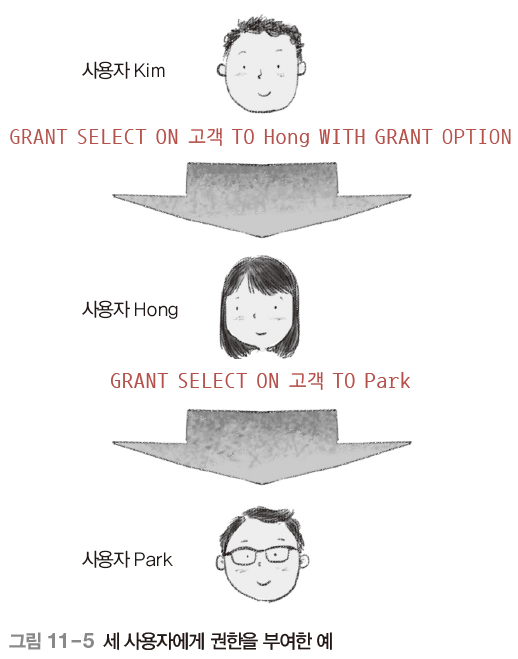 사용자 Kim
GRANT SELECT ON 고객 TO Hong WITH GRANT OPTION
사용자 Hong
GRANT SELECT ON 고객 TO Park
사용자 Park
그림 11-5 세 사용자에게 권한을 부여한 예